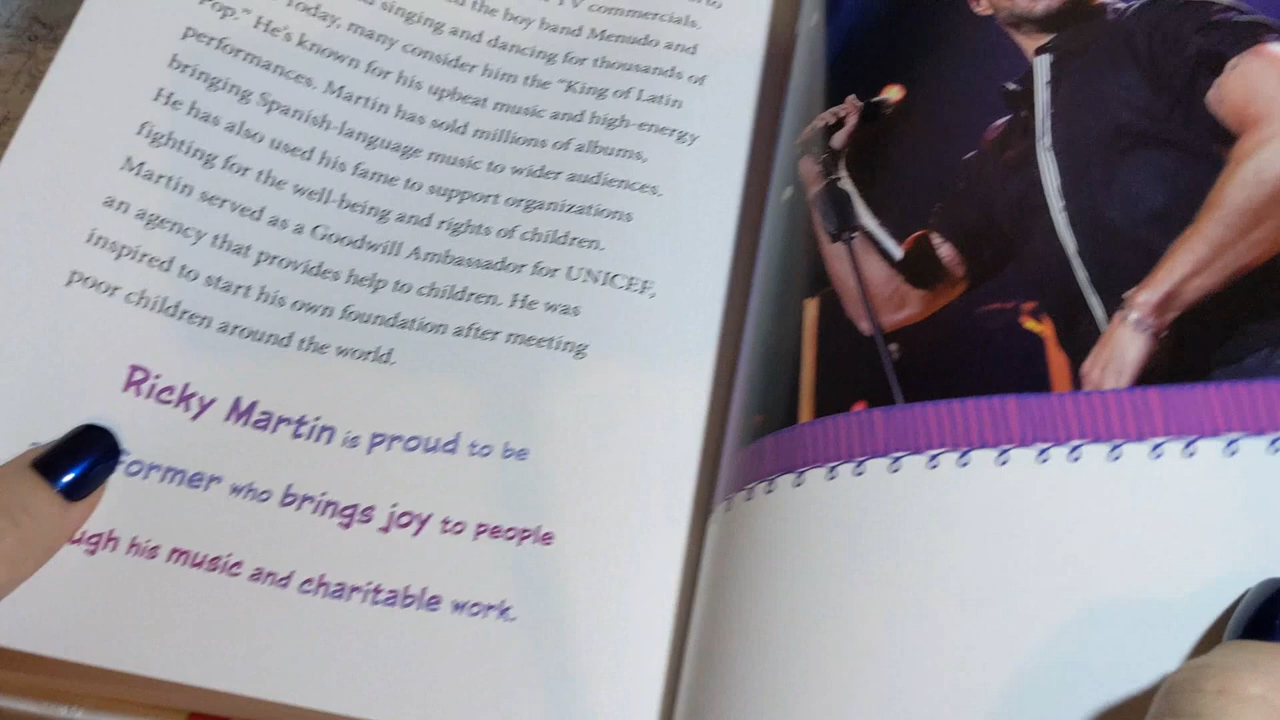 to
TV commercials.
the boy band Menudo and
singing and dancing for thousands of
Today, many consider him the "King of Latin
Pop." He's known for his upbeat music and high-energy
performances. Martin has sold millions of albums,
bringing Spanish-language music to wider audiences.
He has also used his fame to support organizations
fighting for the well-being and rights of children.
Martin served as a Goodwill Ambassador for UNICEF,
an agency that provides help to children. He was
inspired to start his own foundation after meeting
poor children around the world.
Ricky Martin is proud to be
former who brings joy to people
ugh his music and charitable work.